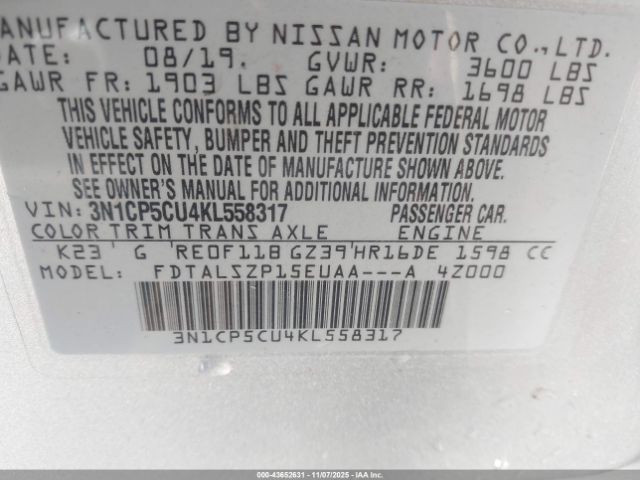 MANUFACTURED BY NISSAN MOTOR CO., LTD.
DATE: 08/19. GVWR: 3600 LBS
GAWR FR: 1903 LBS GAWR RR: 1698 LBS
THIS VEHICLE CONFORMS TO ALL APPLICABLE FEDERAL MOTOR
VEHICLE SAFETY, BUMPER AND THEFT PREVENTION STANDARDS
IN EFFECT ON THE DATE OF MANUFACTURE SHOWN ABOVE.
SEE OWNER'S MANUAL FOR ADDITIONAL INFORMATION.
VIN: 3N1CP5CU4KL558317 PASSENGER CAR.
COLOR TRIM TRANS AXLE ENGINE
K23 G RE0F11B GZ39 HR16DE 1598 CC
MODEL: FDTALSZP15EUAA---A 4Z000
3N1CP5CU4KL558317
000-43652631 - 11/07/2025 - IAAI.COM